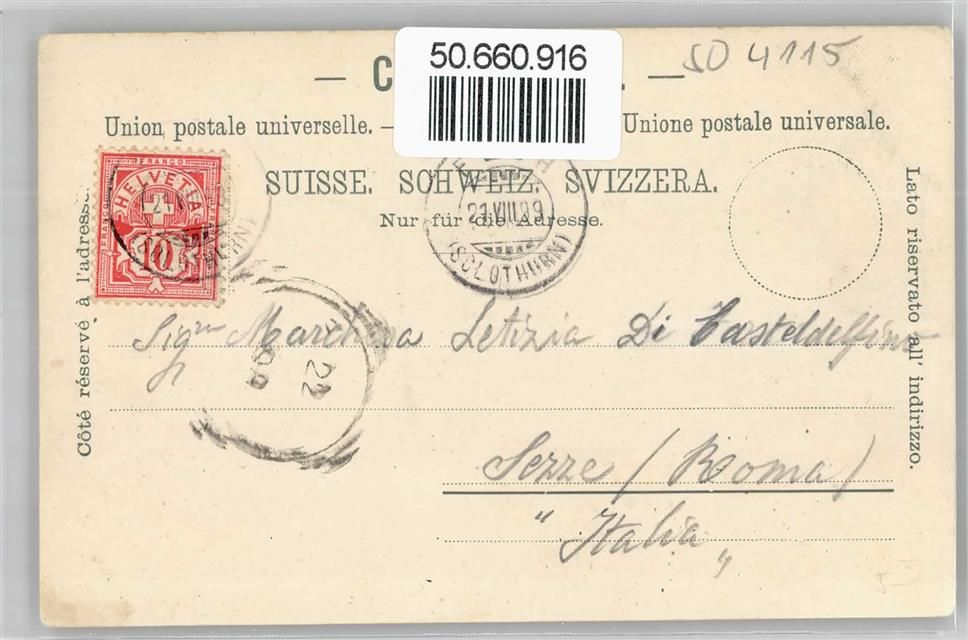 50.660.916
SO 4115
Union postale universelle. —
Unione postale universale.
SUISSE. SCHWEIZ. SVIZZERA.
Nur für die Adresse.
Côté réservé à l'adresse.
Lato riservato all' indirizzo.
FRANCO
HELVETIA
FRANCO
10
21.VIII.99
(SOLOTHURN)
22
Sigra Marchesa Letizia Di Casteldelfino
Sezze (Roma)
" Italia "